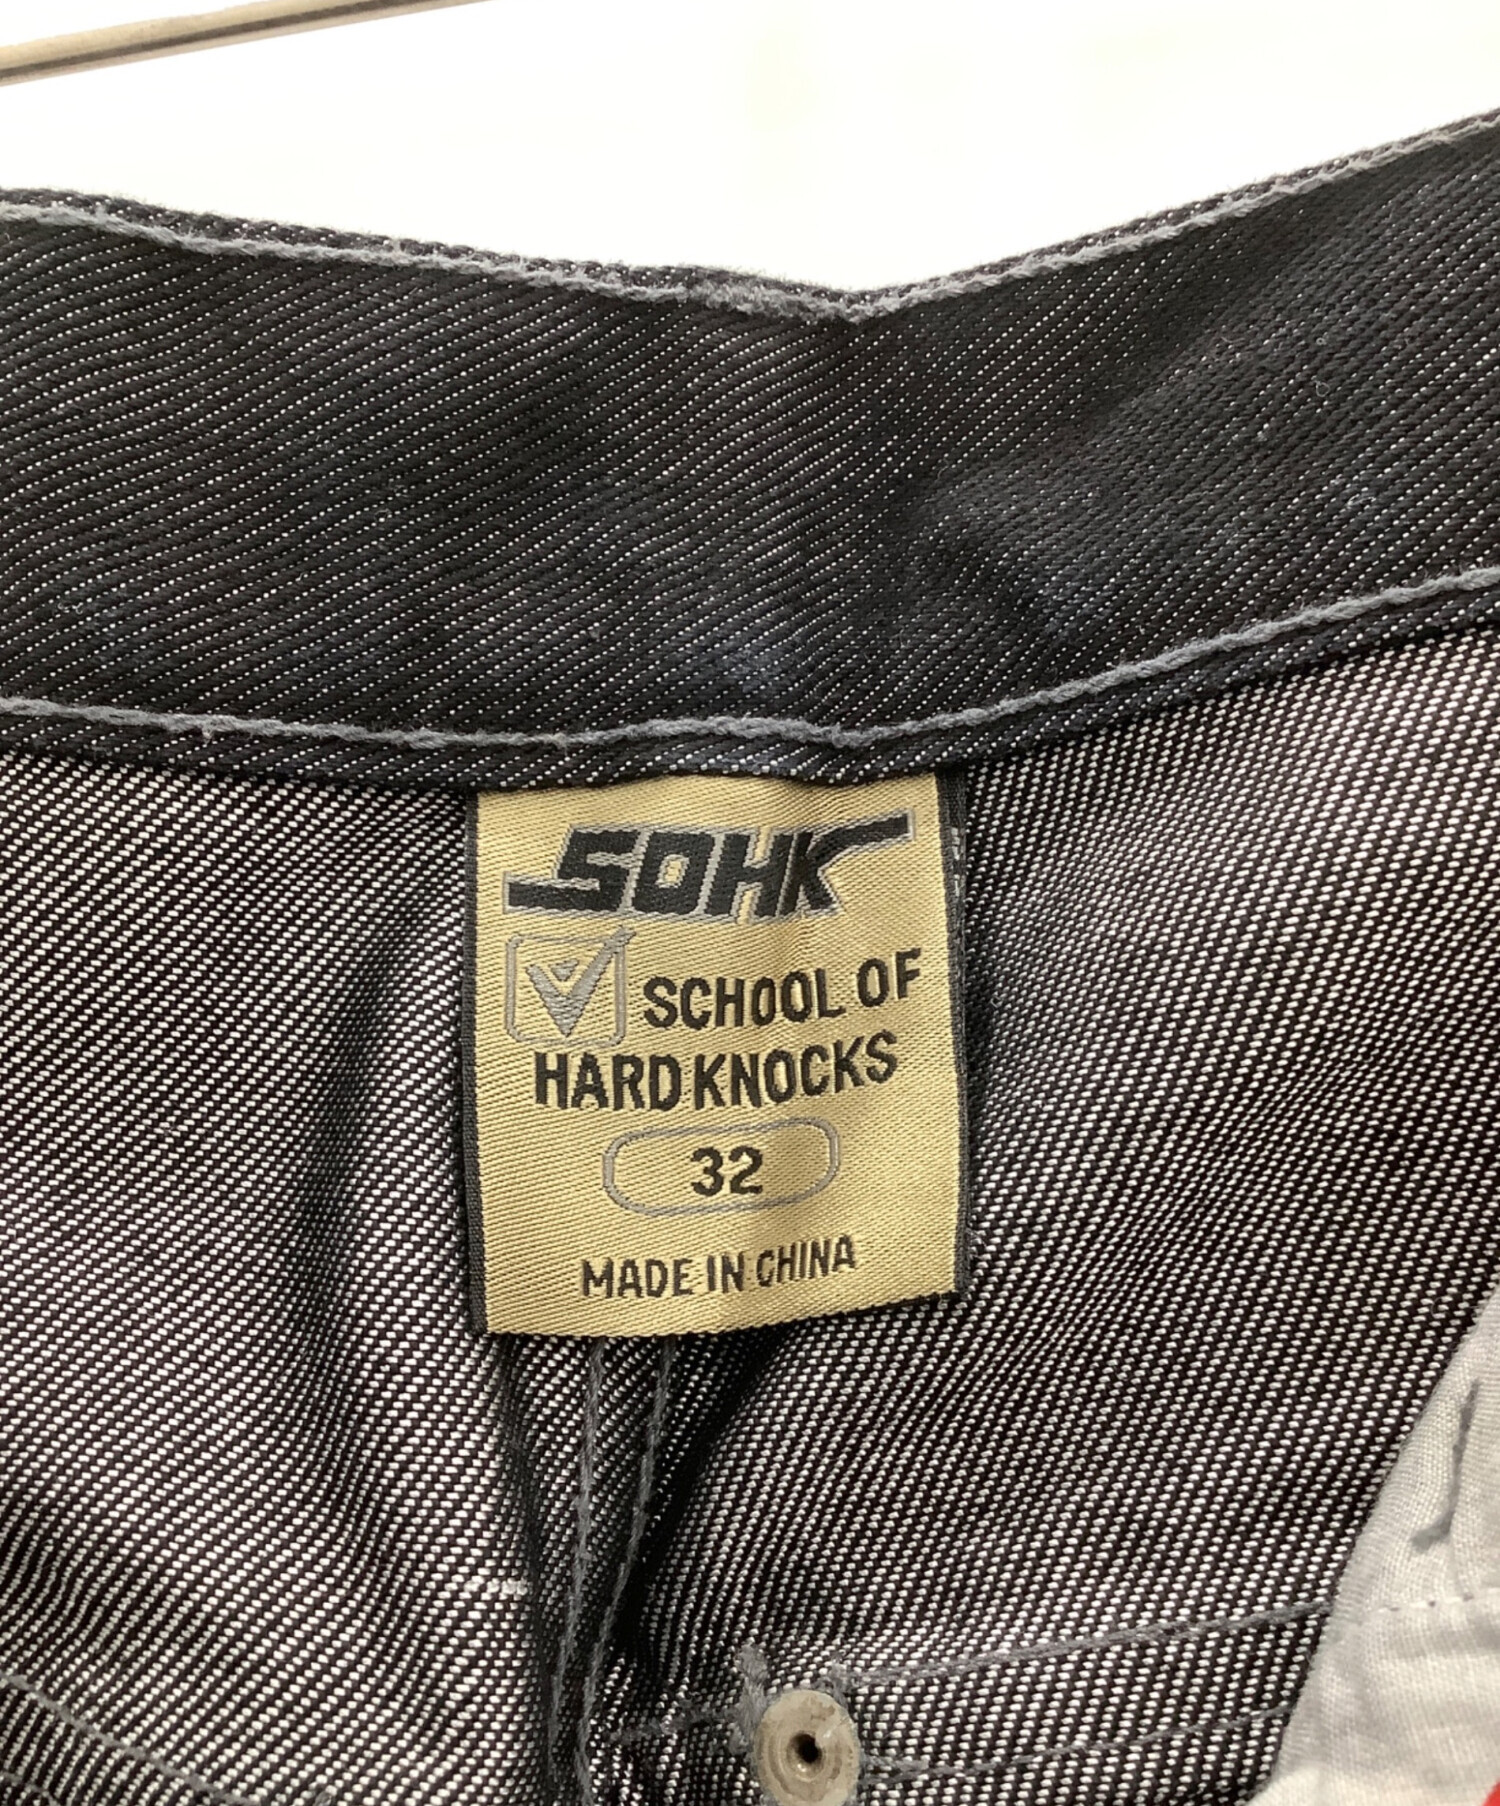 SOHK
SCHOOL OF
HARD KNOCKS
32
MADE IN CHINA